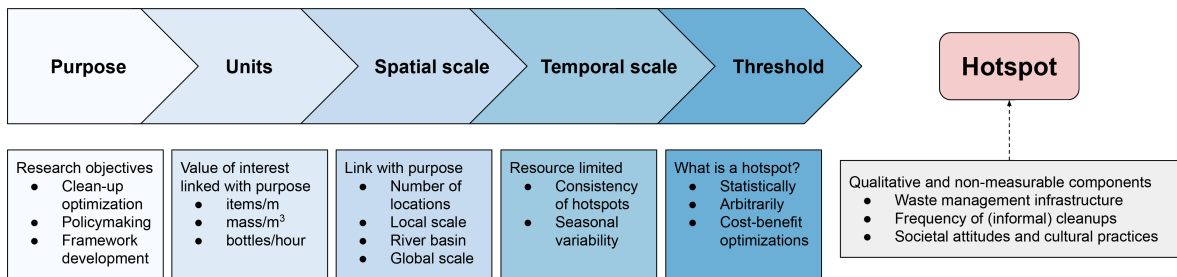 Purpose
Units
Spatial scale
Temporal scale
Threshold
Hotspot
Research objectives
● Clean-up
optimization
● Policymaking
● Framework
development
Value of interest
linked with purpose
● items/m
● mass/m³
● bottles/hour
Link with purpose
● Number of
locations
● Local scale
● River basin
● Global scale
Resource limited
● Consistency
of hotspots
● Seasonal
variability
What is a hotspot?
● Statistically
● Arbitrarily
● Cost-benefit
optimizations
Qualitative and non-measurable components
● Waste management infrastructure
● Frequency of (informal) cleanups
● Societal attitudes and cultural practices